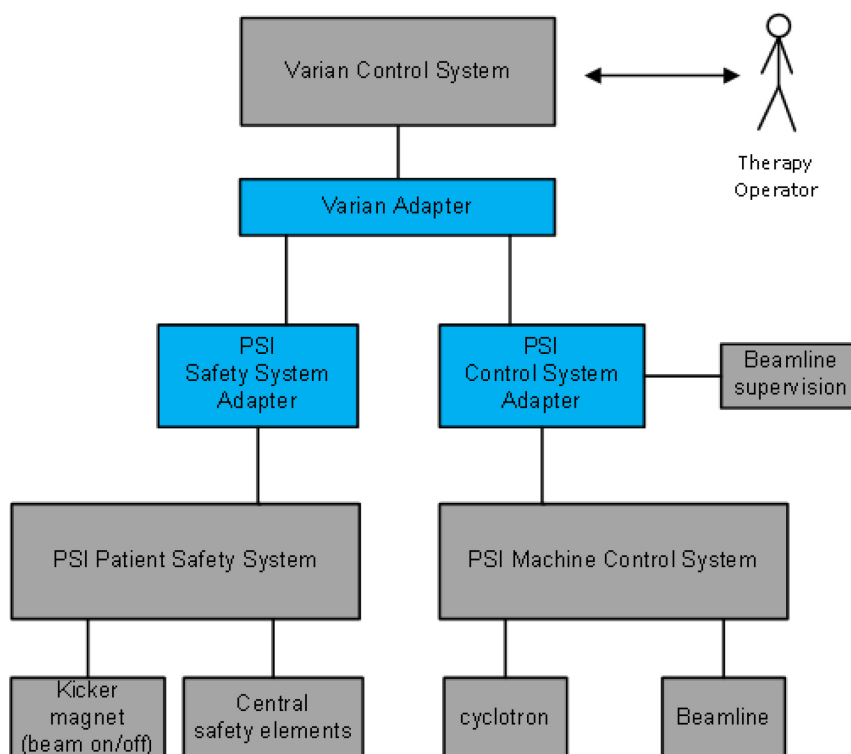 Varian Control System
Therapy
Operator
Varian Adapter
PSI
Safety System
Adapter
PSI
Control System
Adapter
Beamline
supervision
PSI Patient Safety System
PSI Machine Control System
Kicker
magnet
(beam on/off)
Central
safety elements
cyclotron
Beamline